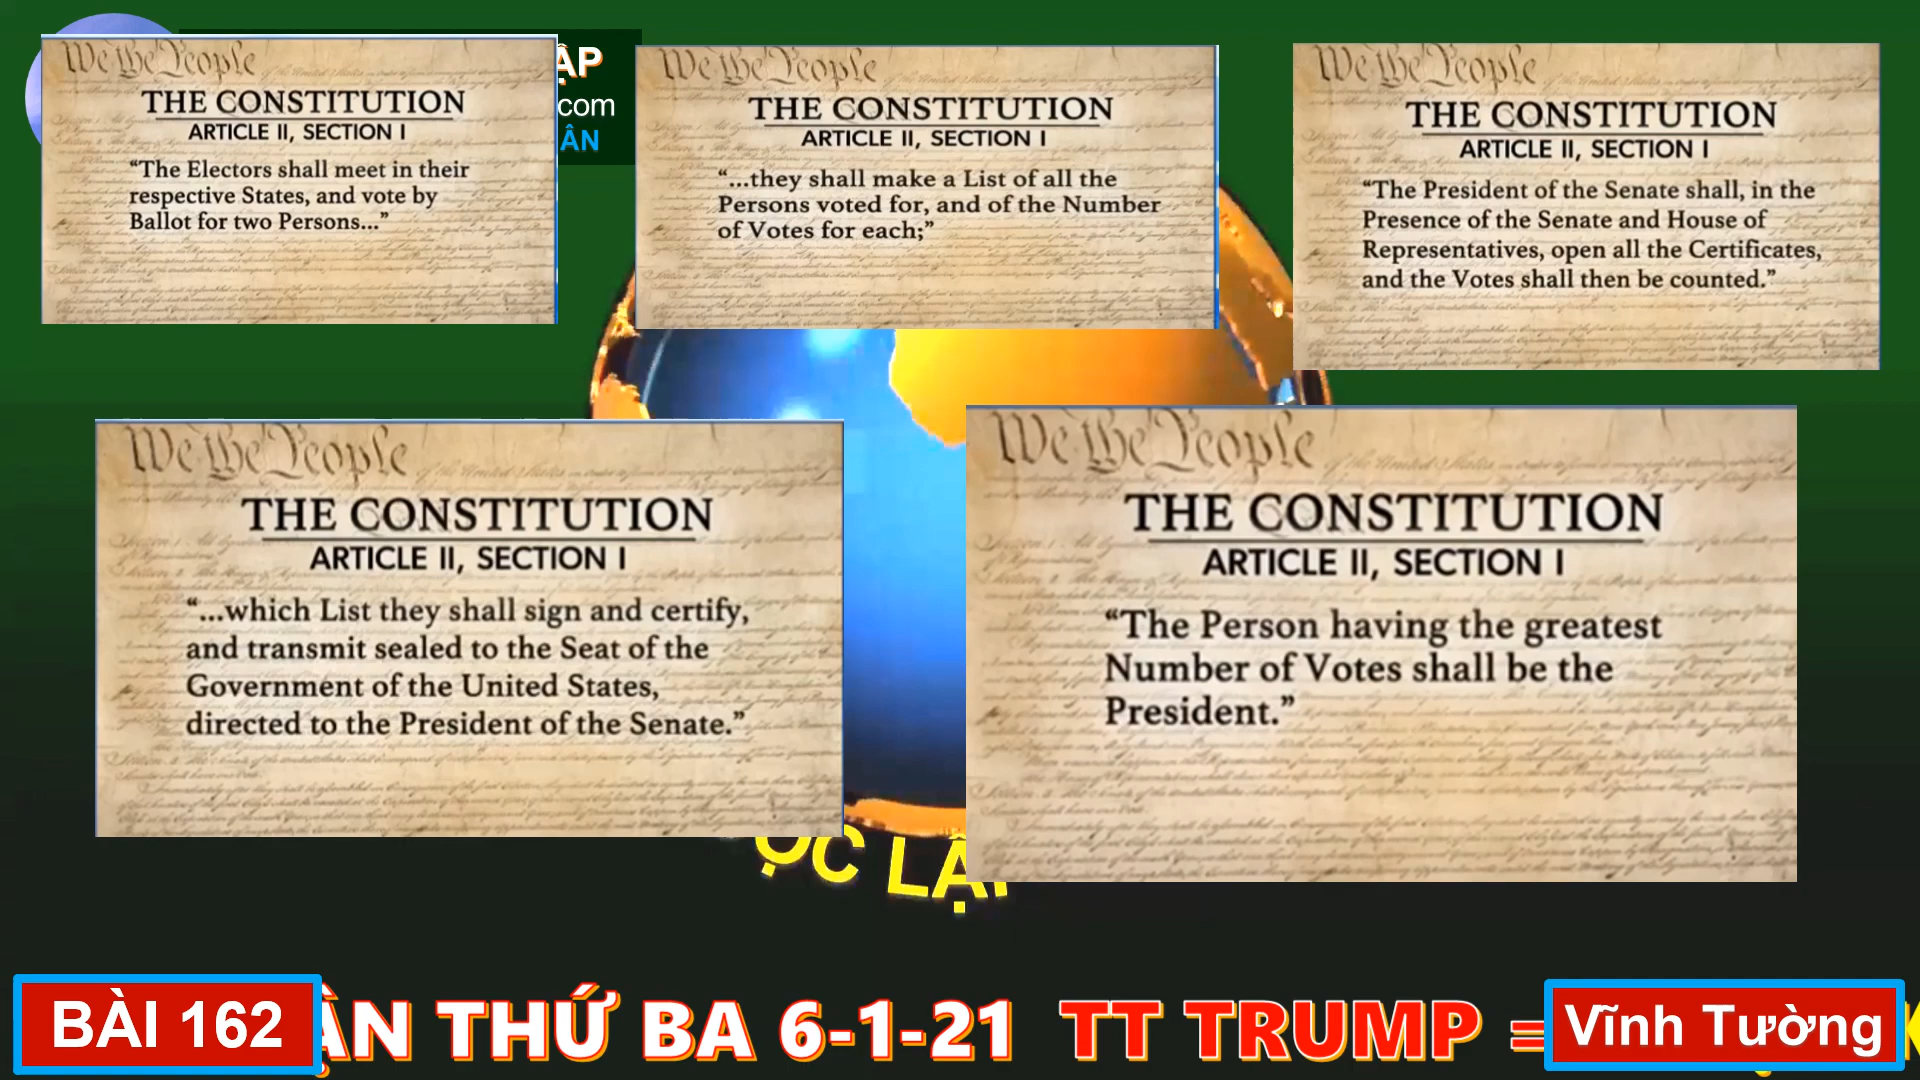 ẬP
com
ÂN
We the People
THE CONSTITUTION
ARTICLE II, SECTION I
“The Electors shall meet in their
respective States, and vote by
Ballot for two Persons...”
We the People
THE CONSTITUTION
ARTICLE II, SECTION I
“...they shall make a List of all the
Persons voted for, and of the Number
of Votes for each;”
We the People
THE CONSTITUTION
ARTICLE II, SECTION I
“The President of the Senate shall, in the
Presence of the Senate and House of
Representatives, open all the Certificates,
and the Votes shall then be counted.”
We the People
THE CONSTITUTION
ARTICLE II, SECTION I
“...which List they shall sign and certify,
and transmit sealed to the Seat of the
Government of the United States,
directed to the President of the Senate.”
We the People
THE CONSTITUTION
ARTICLE II, SECTION I
“The Person having the greatest
Number of Votes shall be the
President.”
ỘC LẬP
BÀI 162
ẦN THỨ BA 6-1-21 TT TRUMP =
Vĩnh Tường